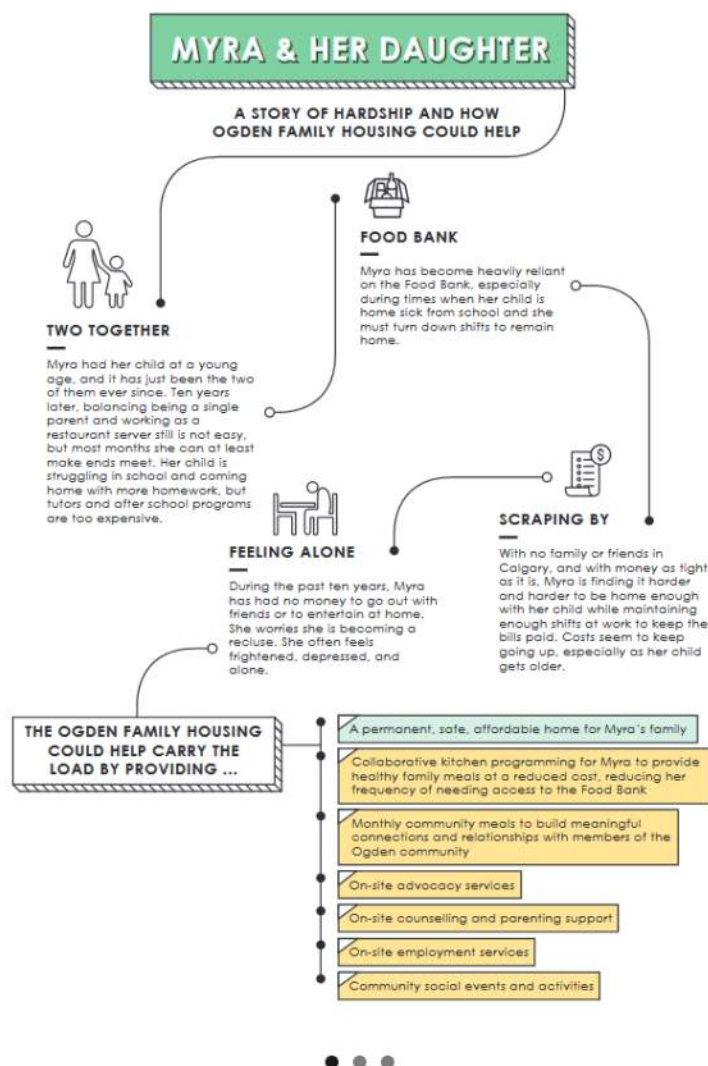 MYRA & HER DAUGHTER
A STORY OF HARDSHIP AND HOW
OGDEN FAMILY HOUSING COULD HELP
TWO TOGETHER
Myra had her child at a young
age, and it has just been the two
of them ever since. Ten years
later, balancing being a single
parent and working as a
restaurant server still is not easy,
but most months she can at least
make ends meet. Her child is
struggling in school and coming
home with more homework, but
tutors and after school programs
are too expensive.
FOOD BANK
Myra has become heavily reliant
on the Food Bank, especially
during times when her child is
home sick from school and she
must turn down shifts to remain
home.
SCRAPING BY
With no family or friends in
Calgary, and with money as tight
as it is, Myra is finding it harder
and harder to be home enough
with her child while maintaining
enough shifts at work to keep the
bills paid. Costs seem to keep
going up, especially as her child
gets older.
FEELING ALONE
During the past ten years, Myra
has had no money to go out with
friends or to entertain at home.
She worries she is becoming a
recluse. She often feels
frightened, depressed, and
alone.
THE OGDEN FAMILY HOUSING
COULD HELP CARRY THE
LOAD BY PROVIDING ...
A permanent, safe, affordable home for Myra's family
Collaborative kitchen programming for Myra to provide
healthy family meals at a reduced cost, reducing her
frequency of needing access to the Food Bank
Monthly community meals to build meaningful
connections and relationships with members of the
Ogden community
On-site advocacy services
On-site counselling and parenting support
On-site employment services
Community social events and activities